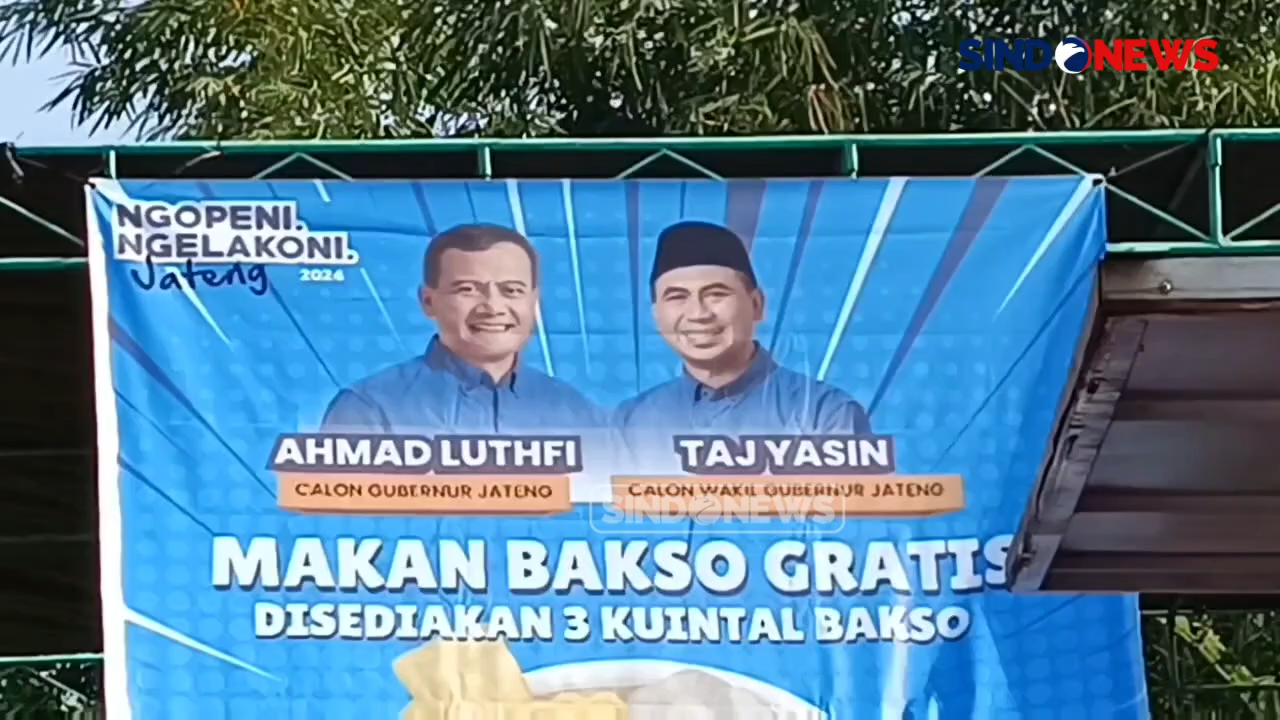 SINDONEWS
NGOPENI.
NGELAKONI.
Jateng 2024
AHMAD LUTHFI
CALON GUBERNUR JATENG
TAJ YASIN
CALON WAKIL GUBERNUR JATENG
SINDONEWS
MAKAN BAKSO GRATIS
DISEDIAKAN 3 KUINTAL BAKSO